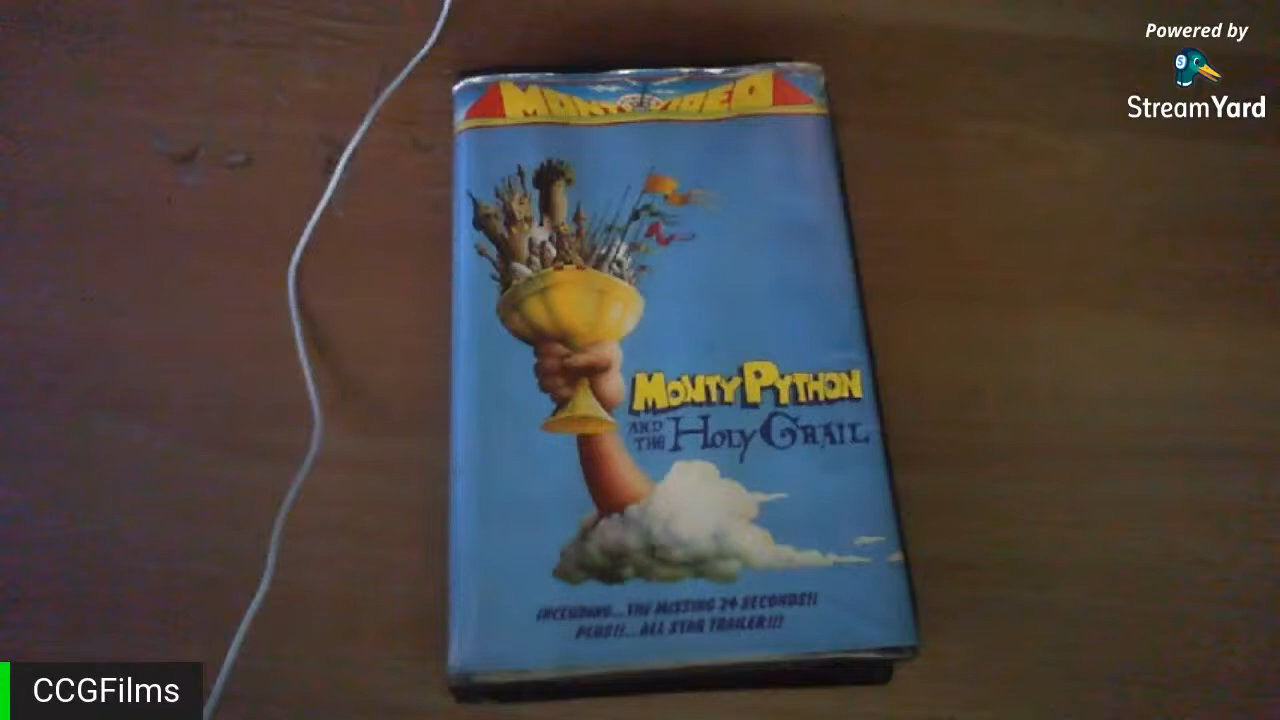 Powered by
StreamYard
MONTY VIDEO
MONTY PYTHON
AND THE HOLY GRAIL
INCLUDING...THE MISSING 24 SECONDS!!
PLUS!!...ALL STAR TRAILER!!!
CCGFilms